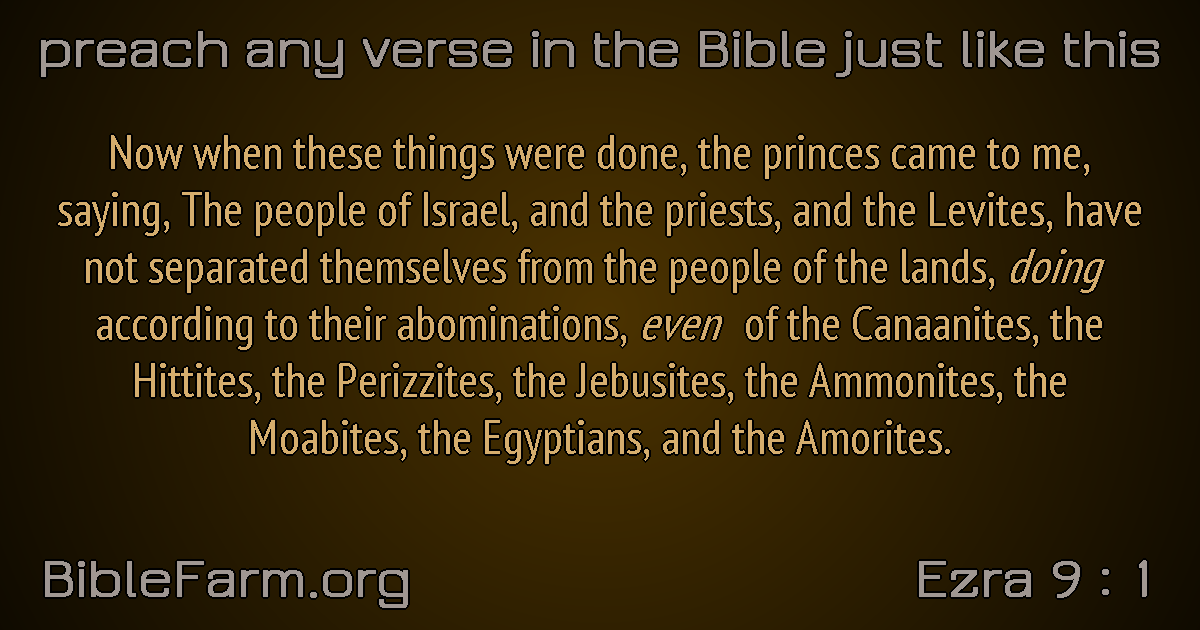 preach any verse in the Bible just like this
Now when these things were done, the princes came to me,
saying, The people of Israel, and the priests, and the Levites, have
not separated themselves from the people of the lands, doing
according to their abominations, even of the Canaanites, the
Hittites, the Perizzites, the Jebusites, the Ammonites, the
Moabites, the Egyptians, and the Amorites.
BibleFarm.org
Ezra 9 : 1